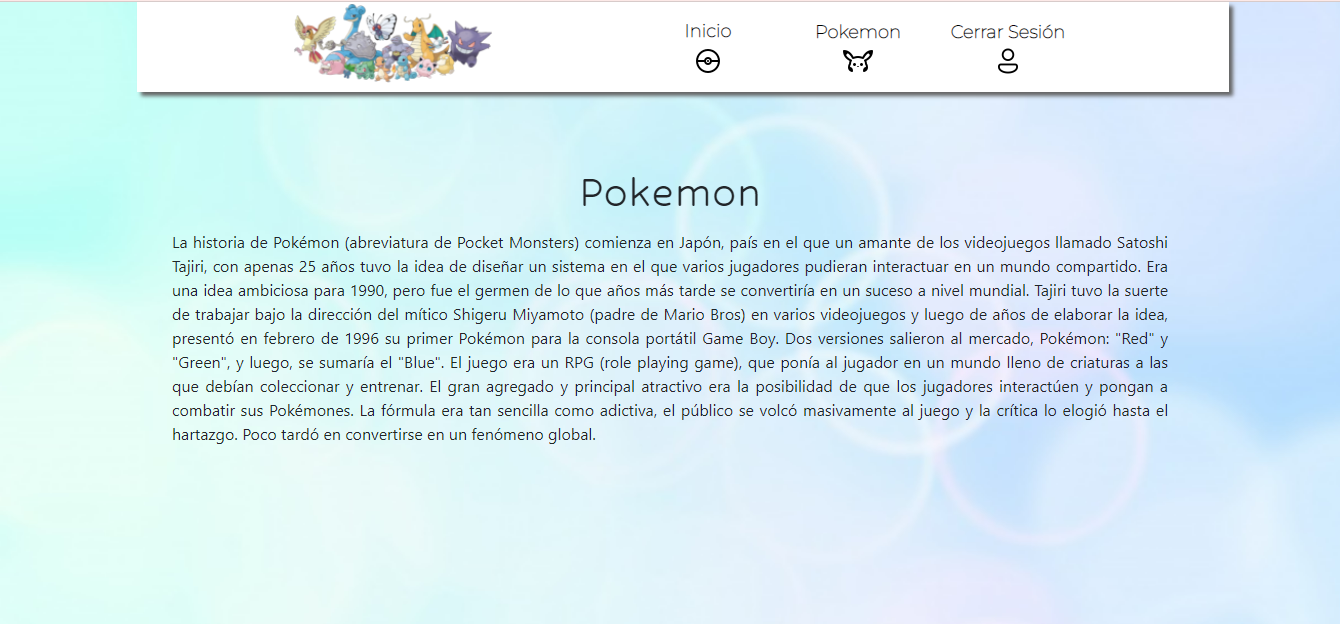 Inicio
Pokemon
Cerrar Sesión
Pokemon
La historia de Pokémon (abreviatura de Pocket Monsters) comienza en Japón, país en el que un amante de los videojuegos llamado Satoshi
Tajiri, con apenas 25 años tuvo la idea de diseñar un sistema en el que varios jugadores pudieran interactuar en un mundo compartido. Era
una idea ambiciosa para 1990, pero fue el germen de lo que años más tarde se convertiría en un suceso a nivel mundial. Tajiri tuvo la suerte
de trabajar bajo la dirección del mítico Shigeru Miyamoto (padre de Mario Bros) en varios videojuegos y luego de años de elaborar la idea,
presentó en febrero de 1996 su primer Pokémon para la consola portátil Game Boy. Dos versiones salieron al mercado, Pokémon: "Red" y
"Green", y luego, se sumaría el "Blue". El juego era un RPG (role playing game), que ponía al jugador en un mundo lleno de criaturas a las
que debían coleccionar y entrenar. El gran agregado y principal atractivo era la posibilidad de que los jugadores interactúen y pongan a
combatir sus Pokémones. La fórmula era tan sencilla como adictiva, el público se volcó masivamente al juego y la crítica lo elogió hasta el
hartazgo. Poco tardó en convertirse en un fenómeno global.